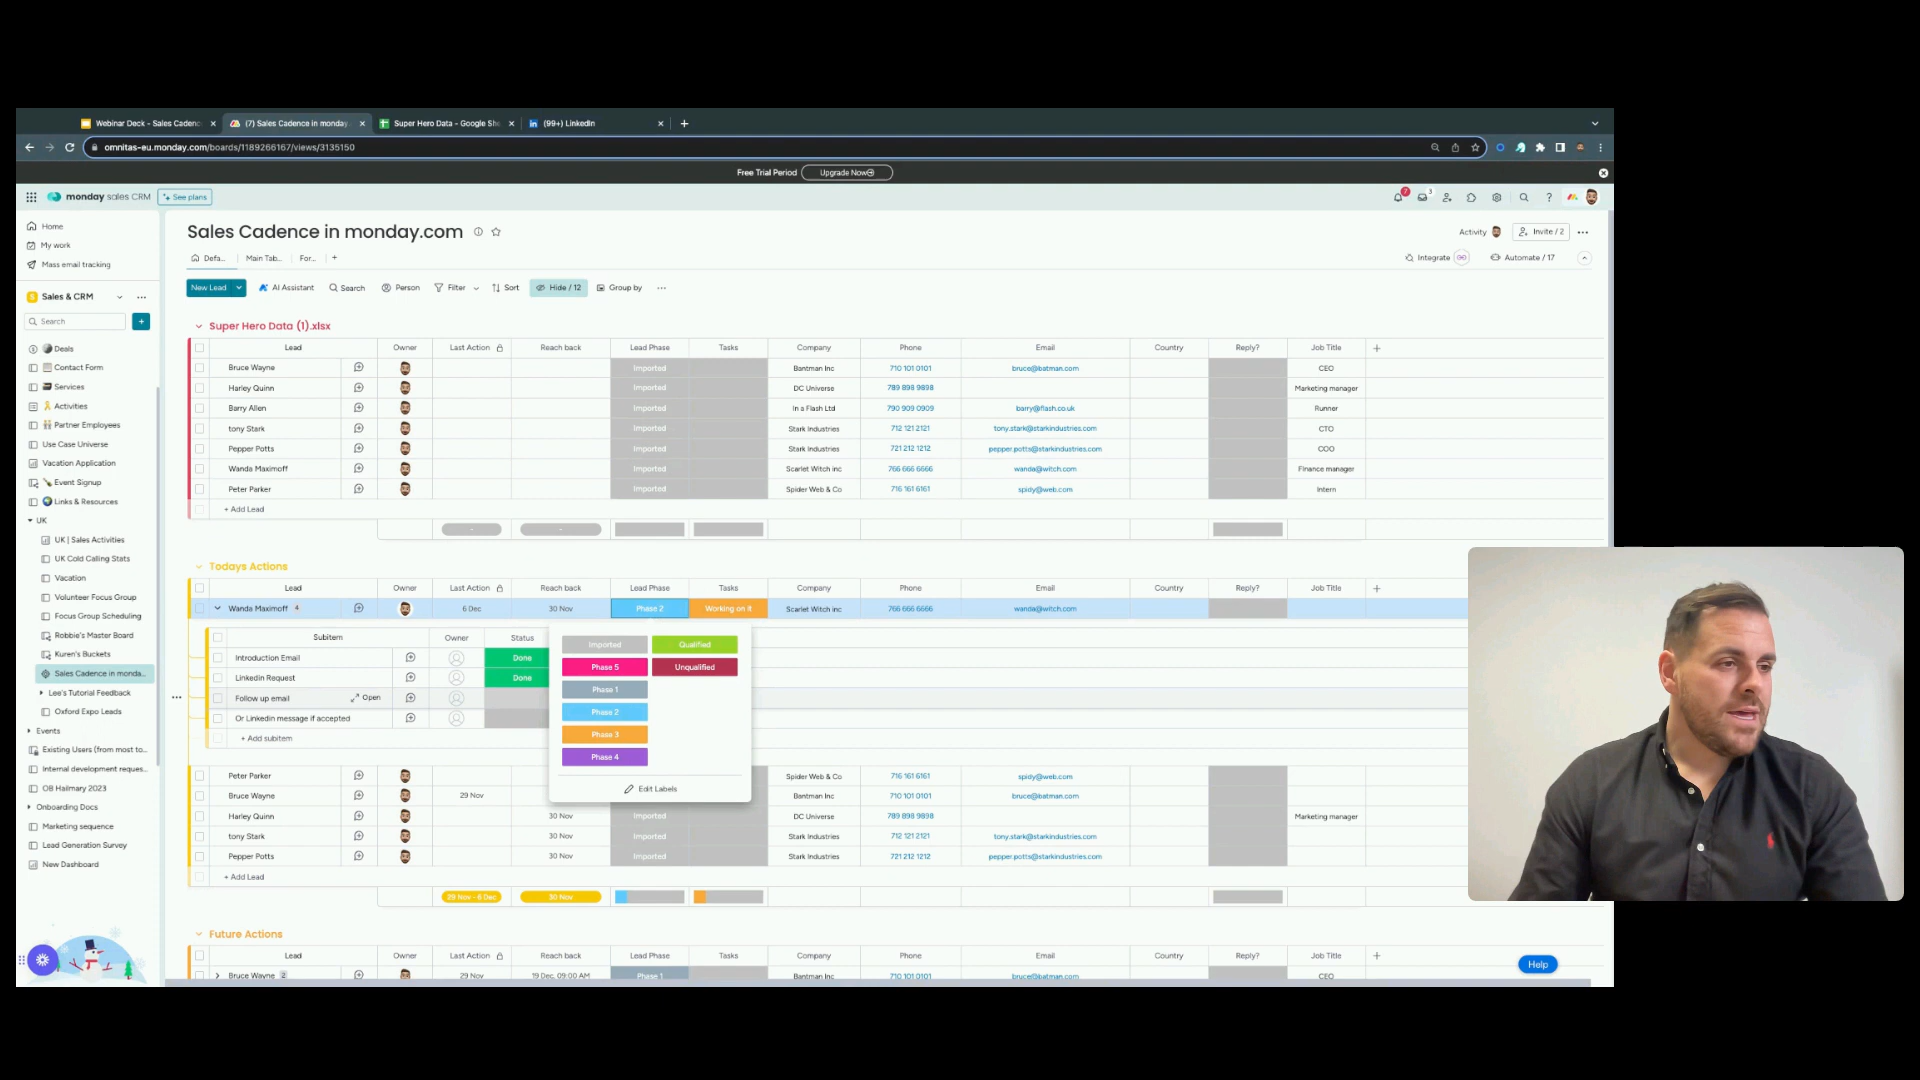 Webinar Deck - Sales Cadenc
(7) Sales Cadence in monday
Super Hero Data - Google She
(99+) LinkedIn
omnitas-eu.monday.com/boards/1189266167/views/3135150
Free Trial Period Upgrade Now
monday sales CRM See plans
7 3
Home
My work
Mass email tracking
Sales & CRM
Search
Deals
Contact Form
Services
Activities
Partner Employees
Use Case Universe
Vacation Application
Event Signup
Links & Resources
UK
UK | Sales Activities
UK Cold Calling Stats
Vacation
Volunteer Focus Group
Focus Group Scheduling
Robbie's Master Board
Kuren's Buckets
Sales Cadence in monda...
Lee's Tutorial Feedback
Oxford Expo Leads
Events
Existing Users (from most to...
Internal development reques...
OB Hailmary 2023
Onboarding Docs
Marketing sequence
Lead Generation Survey
New Dashboard
Sales Cadence in monday.com
Activity Invite / 2
Defa... Main Tab... For... +
Integrate Automate / 17
New Lead AI Assistant Search Person Filter Sort Hide / 12 Group by
Super Hero Data (1).xlsx
Lead Owner Last Action Reach back Lead Phase Tasks Company Phone Email Country Reply? Job Title
Bruce Wayne Imported Bantman Inc 710 101 0101 bruce@batman.com CEO
Harley Quinn Imported DC Universe 789 898 9898 Marketing manager
Barry Allen Imported In a Flash Ltd 790 909 0909 barry@flash.co.uk Runner
tony Stark Imported Stark Industries 712 121 2121 tony.stark@starkindustries.com CTO
Pepper Potts Imported Stark Industries 721 212 1212 pepper.potts@starkindustries.com COO
Wanda Maximoff Imported Scarlet Witch inc 766 666 6666 wanda@witch.com Finance manager
Peter Parker Imported Spider Web & Co 716 161 6161 spidy@web.com Intern
+ Add Lead
Todays Actions
Lead Owner Last Action Reach back Lead Phase Tasks Company Phone Email Country Reply? Job Title
Wanda Maximoff 4 6 Dec 30 Nov Phase 2 Working on it Scarlet Witch inc 766 666 6666 wanda@witch.com
Subitem Owner Status
Introduction Email Done
Linkedin Request Done
Follow up email Open
Or Linkedin message if accepted
+ Add subitem
Imported Qualified
Phase 5 Unqualified
Phase 1
Phase 2
Phase 3
Phase 4
Edit Labels
Peter Parker Spider Web & Co 716 161 6161 spidy@web.com
Bruce Wayne 29 Nov Bantman Inc 710 101 0101 bruce@batman.com
Harley Quinn 30 Nov Imported DC Universe 789 898 9898 Marketing manager
tony Stark 30 Nov Imported Stark Industries 712 121 2121 tony.stark@starkindustries.com
Pepper Potts 30 Nov Imported Stark Industries 721 212 1212 pepper.potts@starkindustries.com
+ Add Lead
29 Nov - 6 Dec 30 Nov
Future Actions
Lead Owner Last Action Reach back Lead Phase Tasks Company Phone Email Country Reply? Job Title
Bruce Wayne 2 29 Nov 19 Dec, 09:00 AM Phase 1 Bantman Inc 710 101 0101 bruce@batman.com CEO
Help